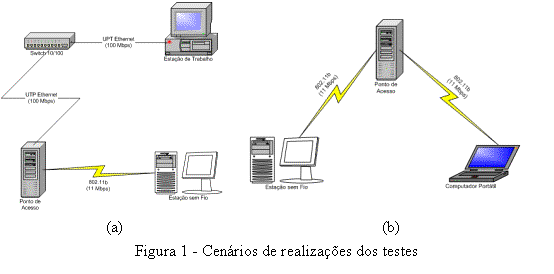 UPT Ethernet
(100 Mbps)
Switch 10/100
Estação de Trabalho
UTP Ethernet
(100 Mbps)
802.11b
(11 Mbps)
Ponto de
Acesso
Estação sem Fio
(a)
Ponto de
Acesso
802.11b
(11 Mbps)
802.11b
(11 Mbps)
Estação sem Fio
Computador Portátil
(b)
Figura 1 - Cenários de realizações dos testes